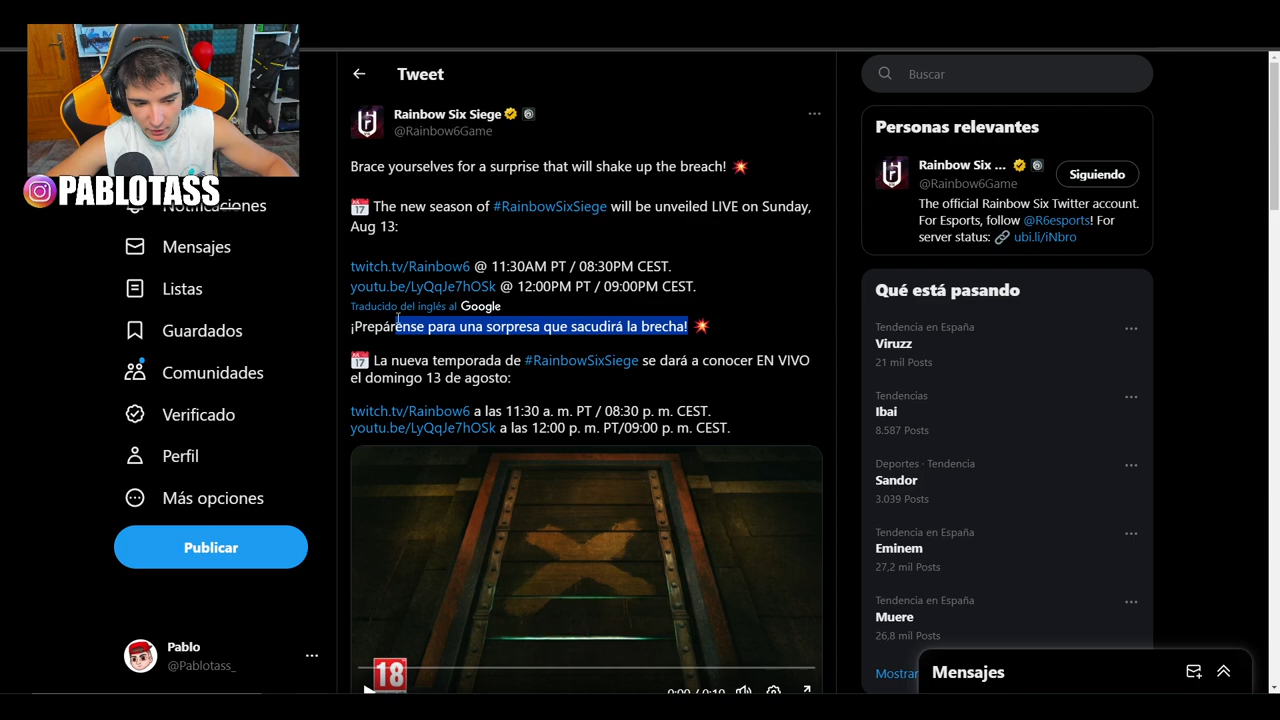 PABLOTASS
Notificaciones
Mensajes
Listas
Guardados
Comunidades
Verificado
Perfil
Más opciones
Publicar
Pablo
@Pablotass_
Tweet
Rainbow Six Siege
@Rainbow6Game
Brace yourselves for a surprise that will shake up the breach! 💥
📅 The new season of #RainbowSixSiege will be unveiled LIVE on Sunday,
Aug 13:
twitch.tv/Rainbow6 @ 11:30AM PT / 08:30PM CEST.
youtu.be/LyQqJe7hOSk @ 12:00PM PT / 09:00PM CEST.
Traducido del inglés al Google
¡Prepárense para una sorpresa que sacudirá la brecha! 💥
📅 La nueva temporada de #RainbowSixSiege se dará a conocer EN VIVO
el domingo 13 de agosto:
twitch.tv/Rainbow6 a las 11:30 a. m. PT / 08:30 p. m. CEST.
youtu.be/LyQqJe7hOSk a las 12:00 p. m. PT/09:00 p. m. CEST.
18
0:00 / 0:19
Buscar
Personas relevantes
Rainbow Six ...
@Rainbow6Game
Siguiendo
The official Rainbow Six Twitter account.
For Esports, follow @R6esports! For
server status: 🔗 ubi.li/iNbro
Qué está pasando
Tendencia en España
Viruzz
21 mil Posts
Tendencias
Ibai
8.587 Posts
Deportes · Tendencia
Sandor
3.039 Posts
Tendencia en España
Eminem
27,2 mil Posts
Tendencia en España
Muere
26,8 mil Posts
Mostrar
Mensajes